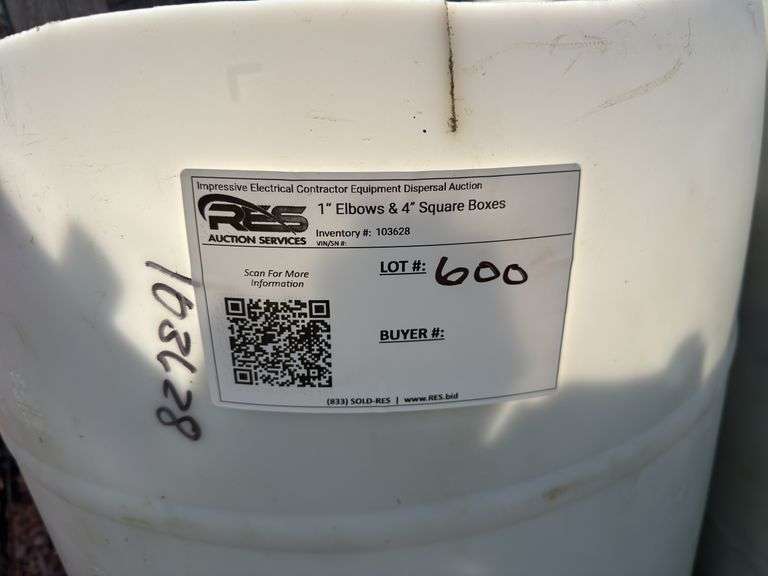 Impressive Electrical Contractor Equipment Dispersal Auction
RES
AUCTION SERVICES
1" Elbows & 4" Square Boxes
Inventory #: 103628
VIN/SN #:
Scan For More
Information
LOT #: 600
BUYER #:
(833) SOLD-RES | www.RES.bid
103628